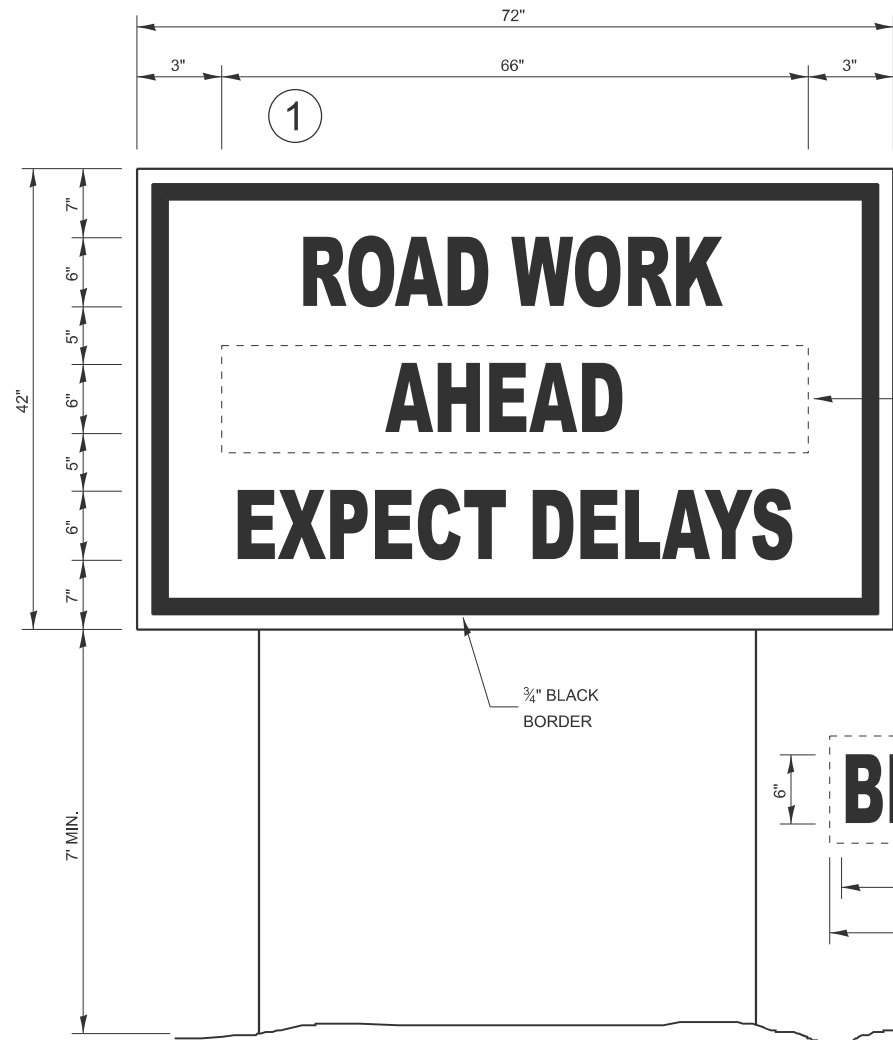 72"
3" 66" 3"
1
7"
6"
5"
6"
5"
6"
7"
42"
ROAD WORK
AHEAD
EXPECT DELAYS
¾" BLACK
BORDER
7' MIN.
6"